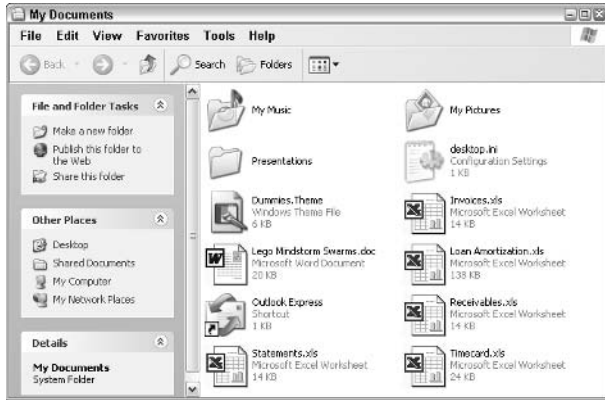 My Documents
File Edit View Favorites Tools Help
Back Search Folders
File and Folder Tasks
Make a new folder
Publish this folder to
the Web
Share this folder
Other Places
Desktop
Shared Documents
My Computer
My Network Places
Details
My Documents
System Folder
My Music
My Pictures
Presentations
desktop.ini
Configuration Settings
1 KB
Dummies.Theme
Windows Theme File
6 KB
Invoices.xls
Microsoft Excel Worksheet
14 KB
Lego Mindstorm Swarms.doc
Microsoft Word Document
20 KB
Loan Amortization.xls
Microsoft Excel Worksheet
138 KB
Outlook Express
Shortcut
1 KB
Receivables.xls
Microsoft Excel Worksheet
14 KB
Statements.xls
Microsoft Excel Worksheet
14 KB
Timecard.xls
Microsoft Excel Worksheet
24 KB